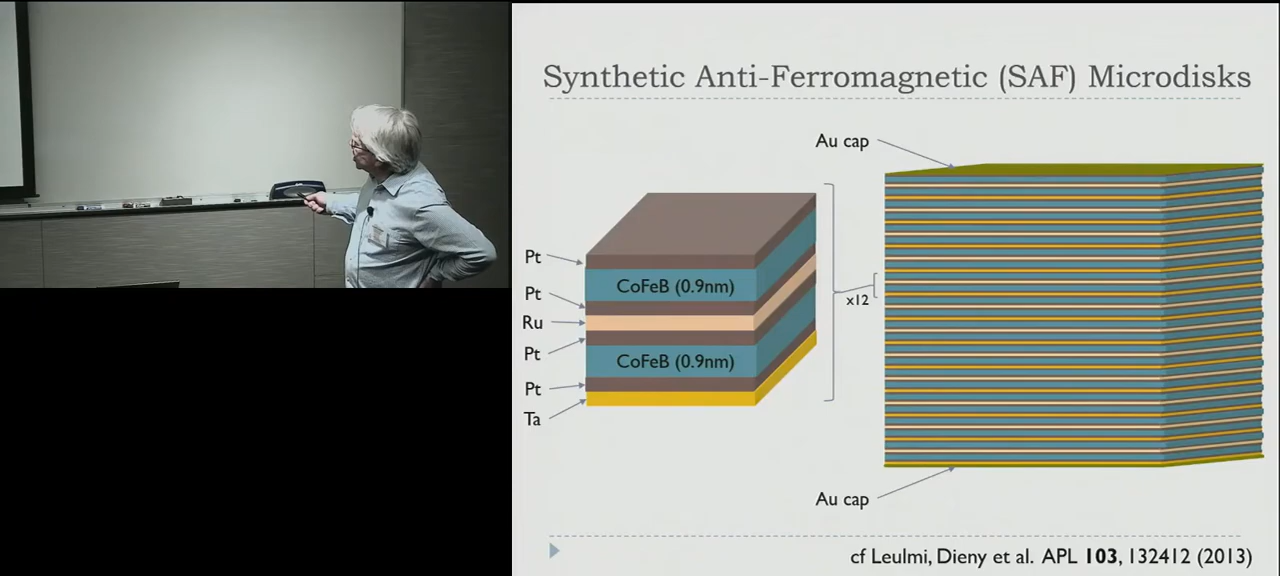 Synthetic Anti-Ferromagnetic (SAF) Microdisks
Au cap
Pt
CoFeB (0.9nm)
Pt
Ru
Pt
CoFeB (0.9nm)
Pt
Ta
x12
Au cap
cf Leulmi, Dieny et al. APL 103, 132412 (2013)